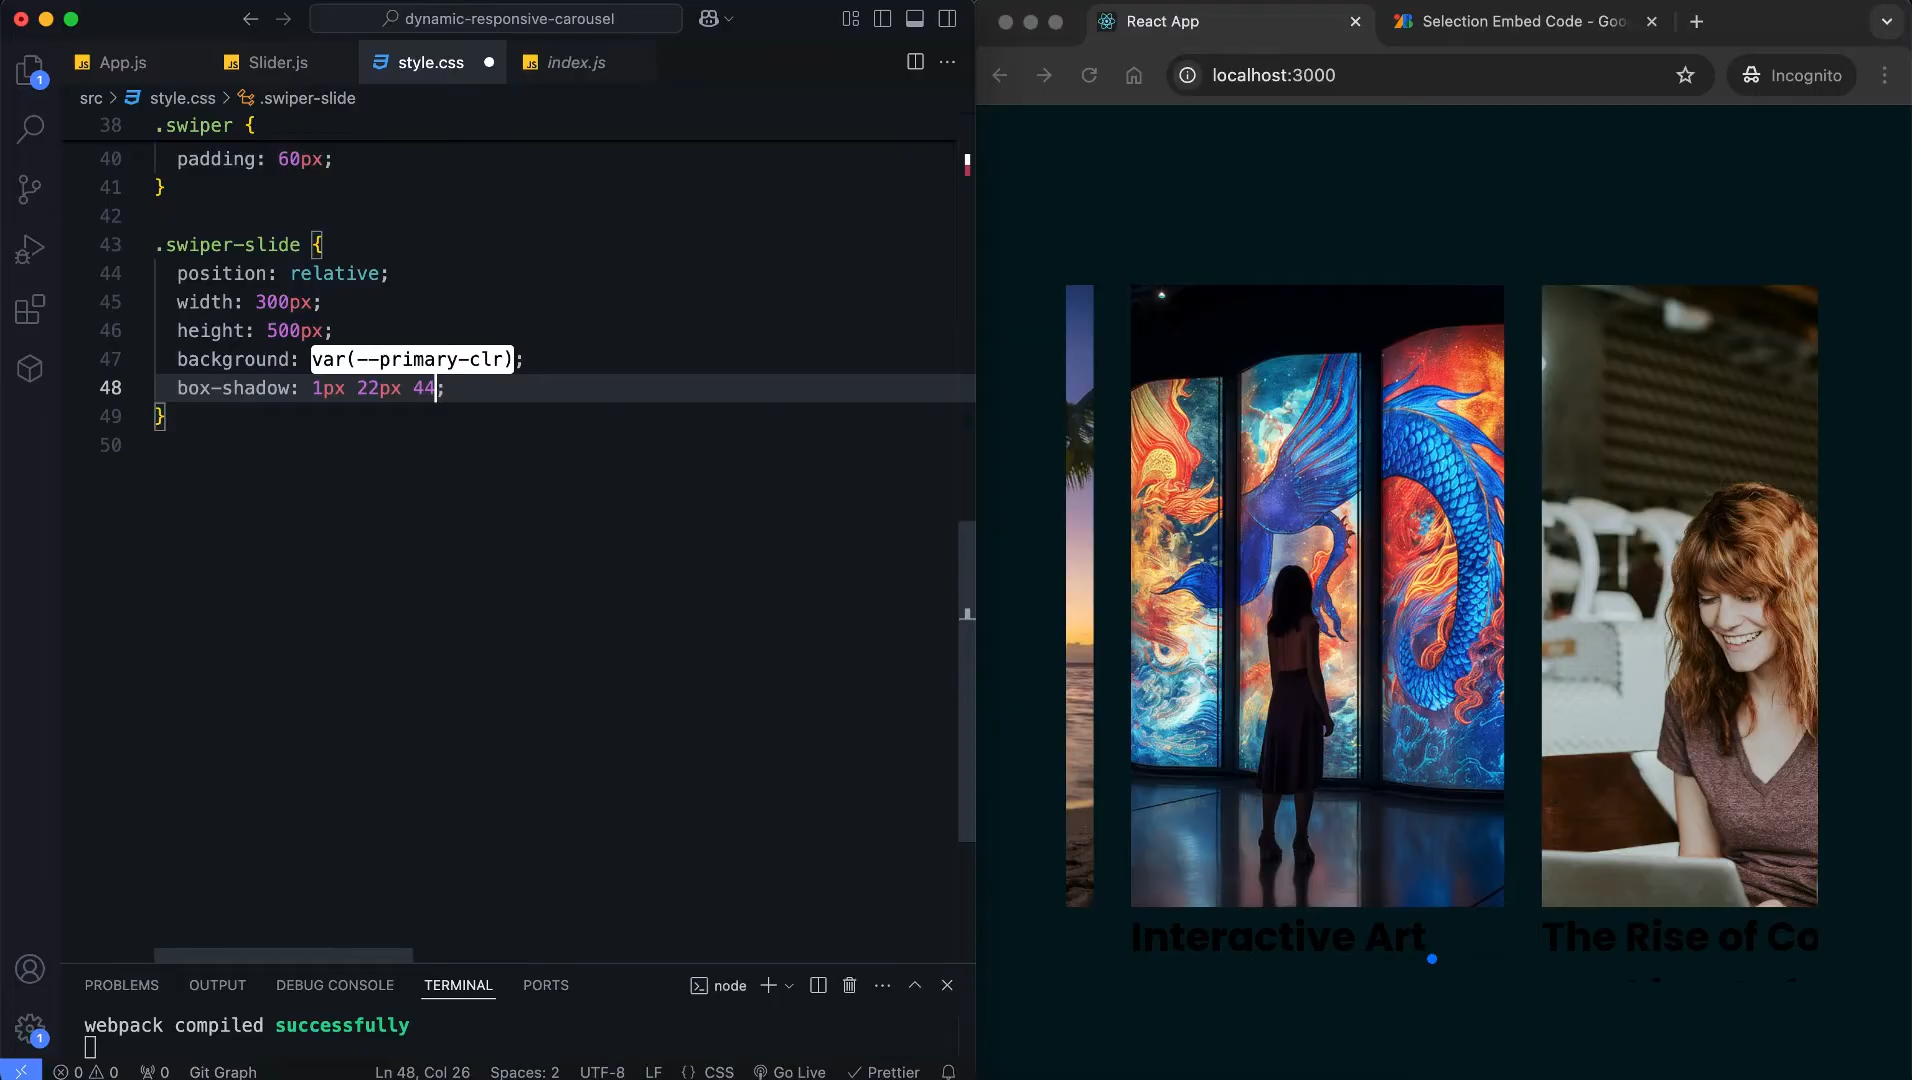 dynamic-responsive-carousel
App.js
Slider.js
style.css
index.js
src > style.css > .swiper-slide
38 .swiper {
40 padding: 60px;
41 }
42
43 .swiper-slide {
44 position: relative;
45 width: 300px;
46 height: 500px;
47 background: var(--primary-clr);
48 box-shadow: 1px 22px 44;
49 }
50
PROBLEMS
OUTPUT
DEBUG CONSOLE
TERMINAL
PORTS
node
webpack compiled successfully
0 0 0 Git Graph Ln 48, Col 26 Spaces: 2 UTF-8 LF {} CSS Go Live Prettier
1
1
React App
Selection Embed Code - Goo
localhost:3000
Incognito
Interactive Art
The Rise of Co